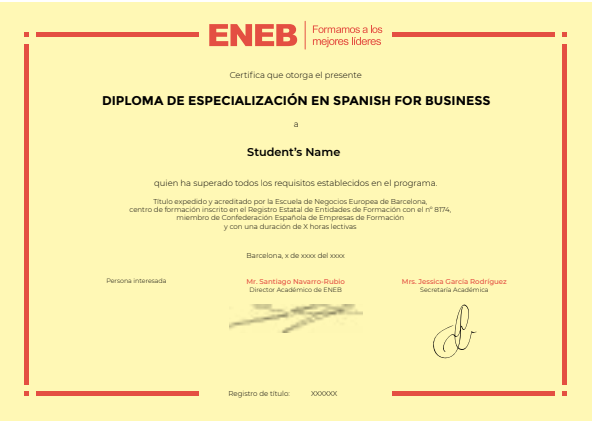 ENEB
Formamos a los
mejores líderes
Certifica que otorga el presente
DIPLOMA DE ESPECIALIZACIÓN EN SPANISH FOR BUSINESS
a
Student's Name
quien ha superado todos los requisitos establecidos en el programa.
Título expedido y acreditado por la Escuela de Negocios Europea de Barcelona,
centro de formación inscrito en el Registro Estatal de Entidades de Formación con el nº 8174,
miembro de Confederación Española de Empresas de Formación
y con una duración de X horas lectivas
Barcelona, x de xxxx del xxxx
Persona interesada
Mr. Santiago Navarro-Rubio
Director Académico de ENEB
Mrs. Jessica García Rodríguez
Secretaría Académica
Registro de título: XXXXXX